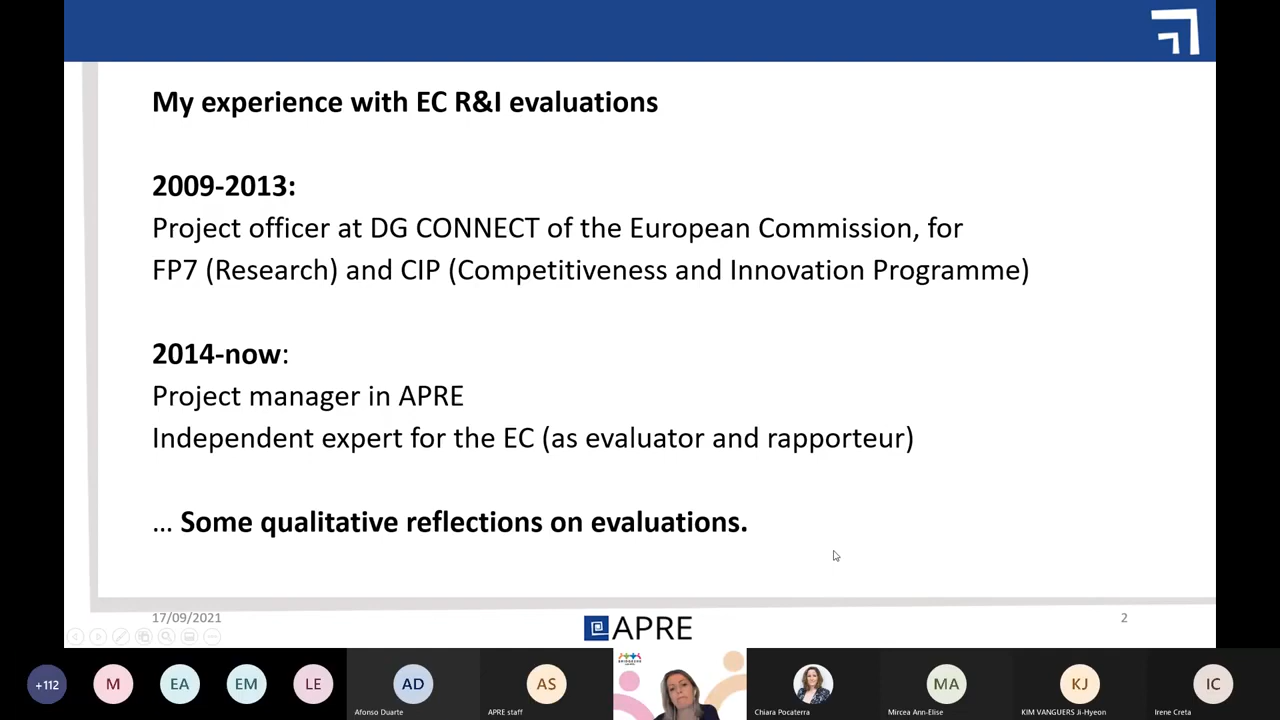 My experience with EC R&I evaluations
2009-2013:
Project officer at DG CONNECT of the European Commission, for
FP7 (Research) and CIP (Competitiveness and Innovation Programme)
2014-now:
Project manager in APRE
Independent expert for the EC (as evaluator and rapporteur)
... Some qualitative reflections on evaluations.
17/09/2021
APRE
2
+112
M
EA
EM
LE
AD
Afonso Duarte
AS
APRE staff
Chiara Pocaterra
MA
Mircea Ann-Elise
KJ
KIM VANGUERS Ji-Hyeon
IC
Irene Creta